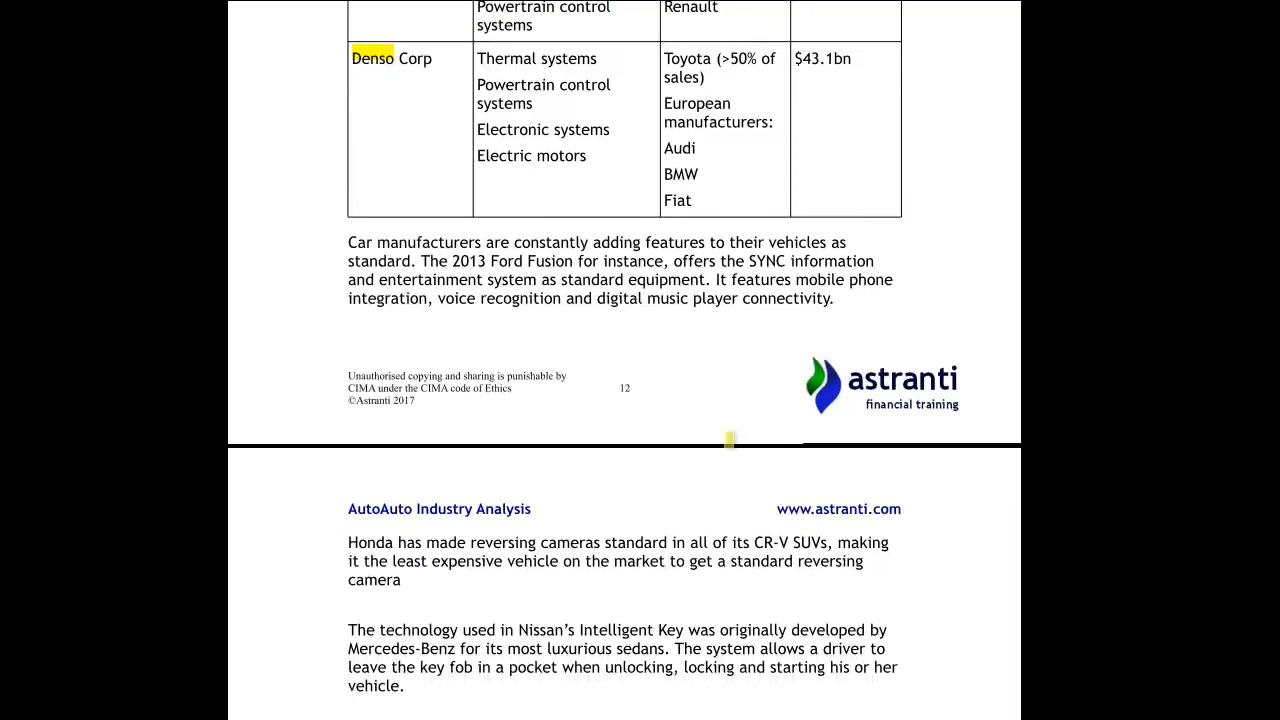 Powertrain control
systems
Renault
Denso Corp
Thermal systems
Powertrain control
systems
Electronic systems
Electric motors
Toyota (>50% of
sales)
European
manufacturers:
Audi
BMW
Fiat
$43.1bn
Car manufacturers are constantly adding features to their vehicles as
standard. The 2013 Ford Fusion for instance, offers the SYNC information
and entertainment system as standard equipment. It features mobile phone
integration, voice recognition and digital music player connectivity.
Unauthorised copying and sharing is punishable by
CIMA under the CIMA code of Ethics
©Astranti 2017
12
astranti
financial training
AutoAuto Industry Analysis
www.astranti.com
Honda has made reversing cameras standard in all of its CR-V SUVs, making
it the least expensive vehicle on the market to get a standard reversing
camera
The technology used in Nissan’s Intelligent Key was originally developed by
Mercedes-Benz for its most luxurious sedans. The system allows a driver to
leave the key fob in a pocket when unlocking, locking and starting his or her
vehicle.